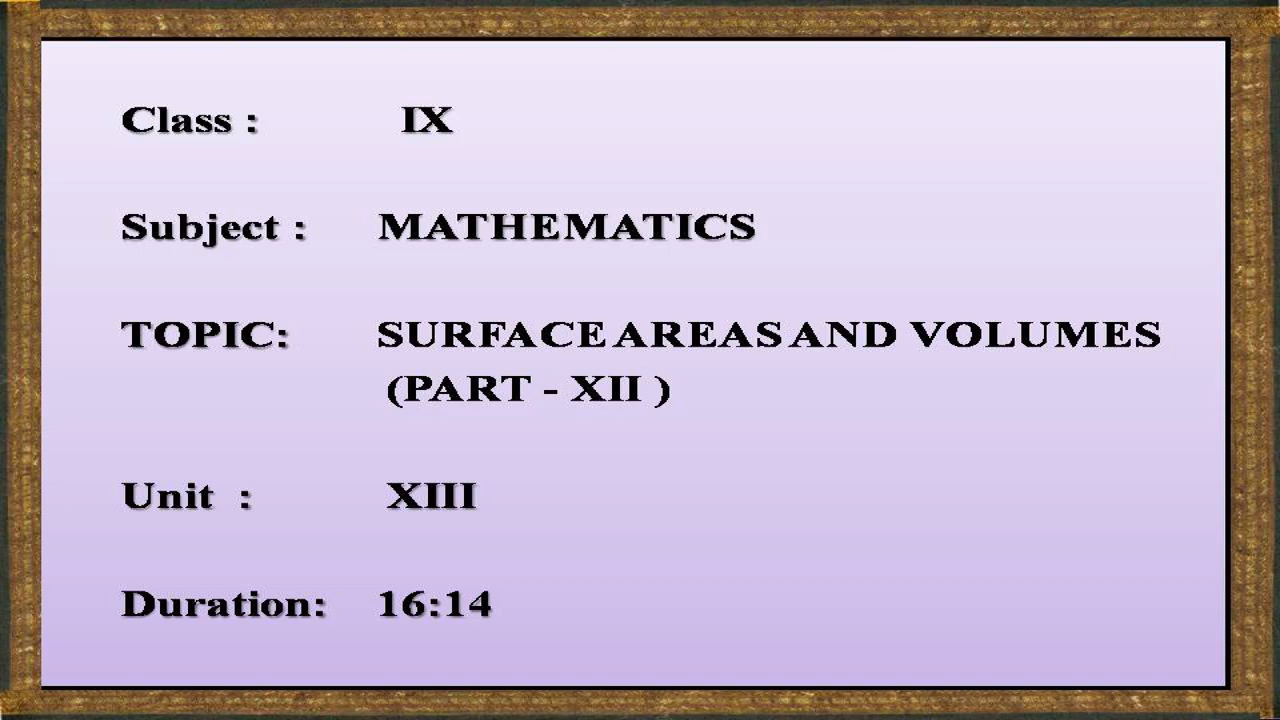 Class : IX
Subject : MATHEMATICS
TOPIC: SURFACE AREAS AND VOLUMES
(PART - XII )
Unit : XIII
Duration: 16:14